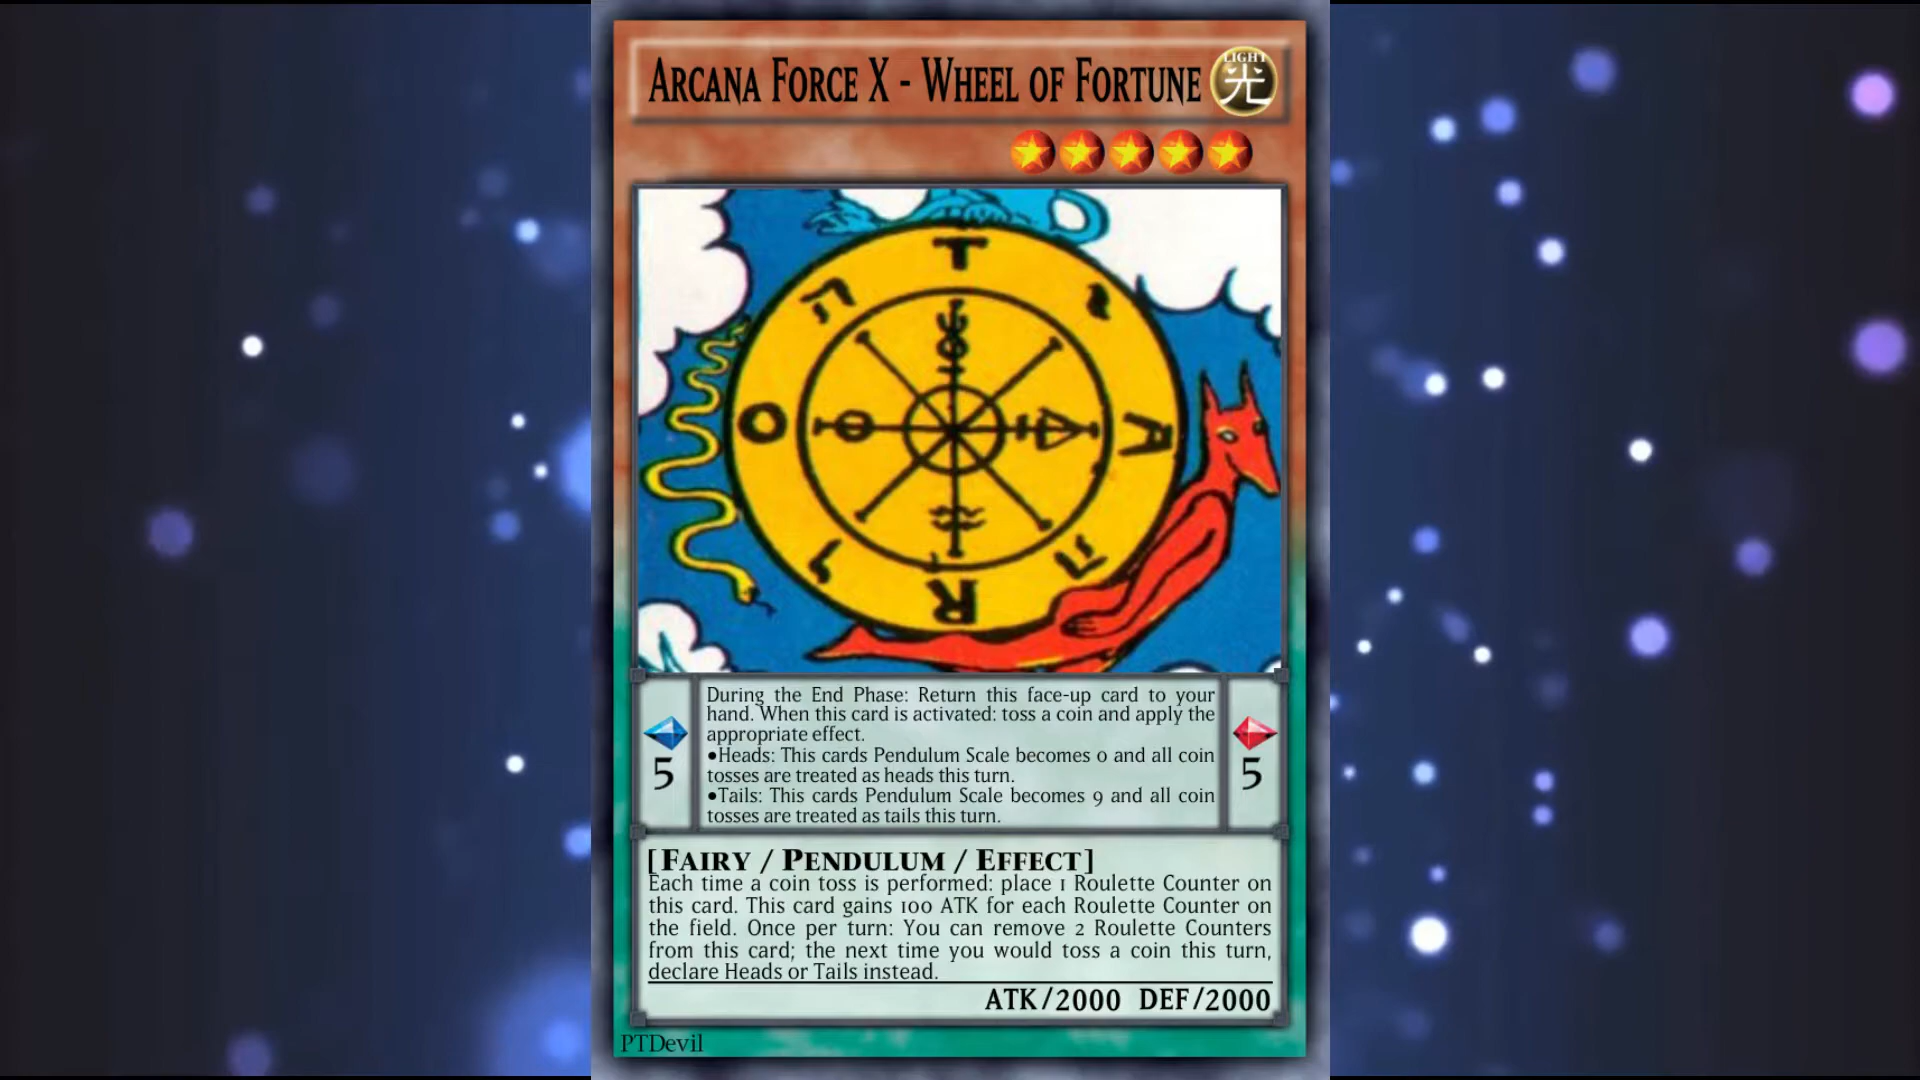 ARCANA FORCE X - WHEEL OF FORTUNE
LIGHT
光
T
A
R
O
During the End Phase: Return this face-up card to your
hand. When this card is activated: toss a coin and apply the
appropriate effect.
●Heads: This cards Pendulum Scale becomes 0 and all coin
tosses are treated as heads this turn.
●Tails: This cards Pendulum Scale becomes 9 and all coin
tosses are treated as tails this turn.
5
5
[FAIRY / PENDULUM / EFFECT]
Each time a coin toss is performed: place 1 Roulette Counter on
this card. This card gains 100 ATK for each Roulette Counter on
the field. Once per turn: You can remove 2 Roulette Counters
from this card; the next time you would toss a coin this turn,
declare Heads or Tails instead.
ATK/2000 DEF/2000
PTDevil